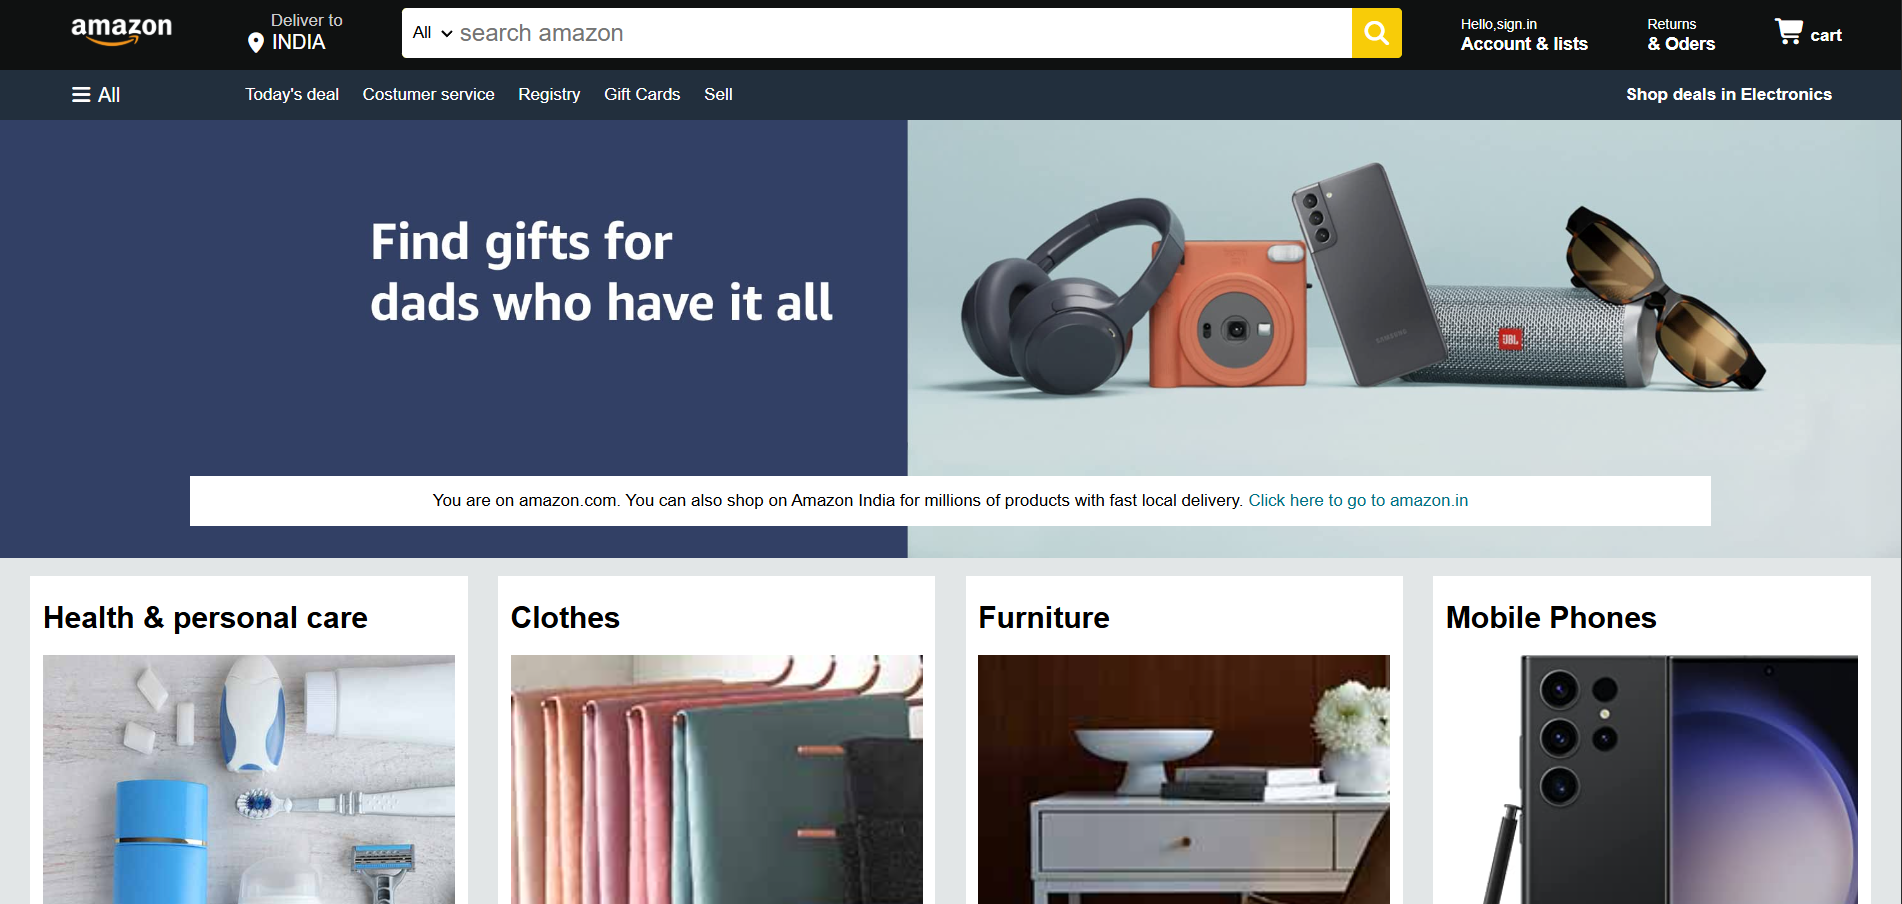 amazon
Deliver to
INDIA
All
search amazon
Hello,sign.in
Account & lists
Returns
& Oders
cart
All
Today's deal
Costumer service
Registry
Gift Cards
Sell
Shop deals in Electronics
Find gifts for
dads who have it all
SAMSUNG
JBL
You are on amazon.com. You can also shop on Amazon India for millions of products with fast local delivery. Click here to go to amazon.in
Health & personal care
Clothes
Furniture
Mobile Phones